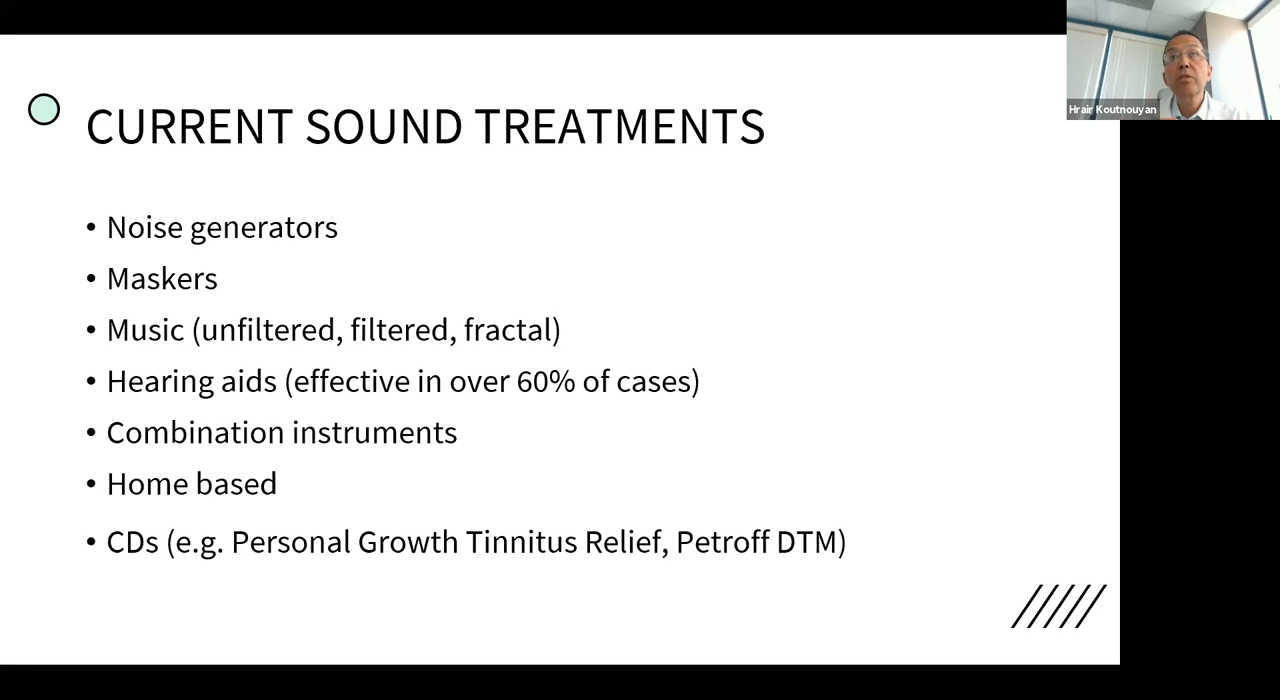 Hrair Koutnouyan
CURRENT SOUND TREATMENTS
• Noise generators
• Maskers
• Music (unfiltered, filtered, fractal)
• Hearing aids (effective in over 60% of cases)
• Combination instruments
• Home based
• CDs (e.g. Personal Growth Tinnitus Relief, Petroff DTM)